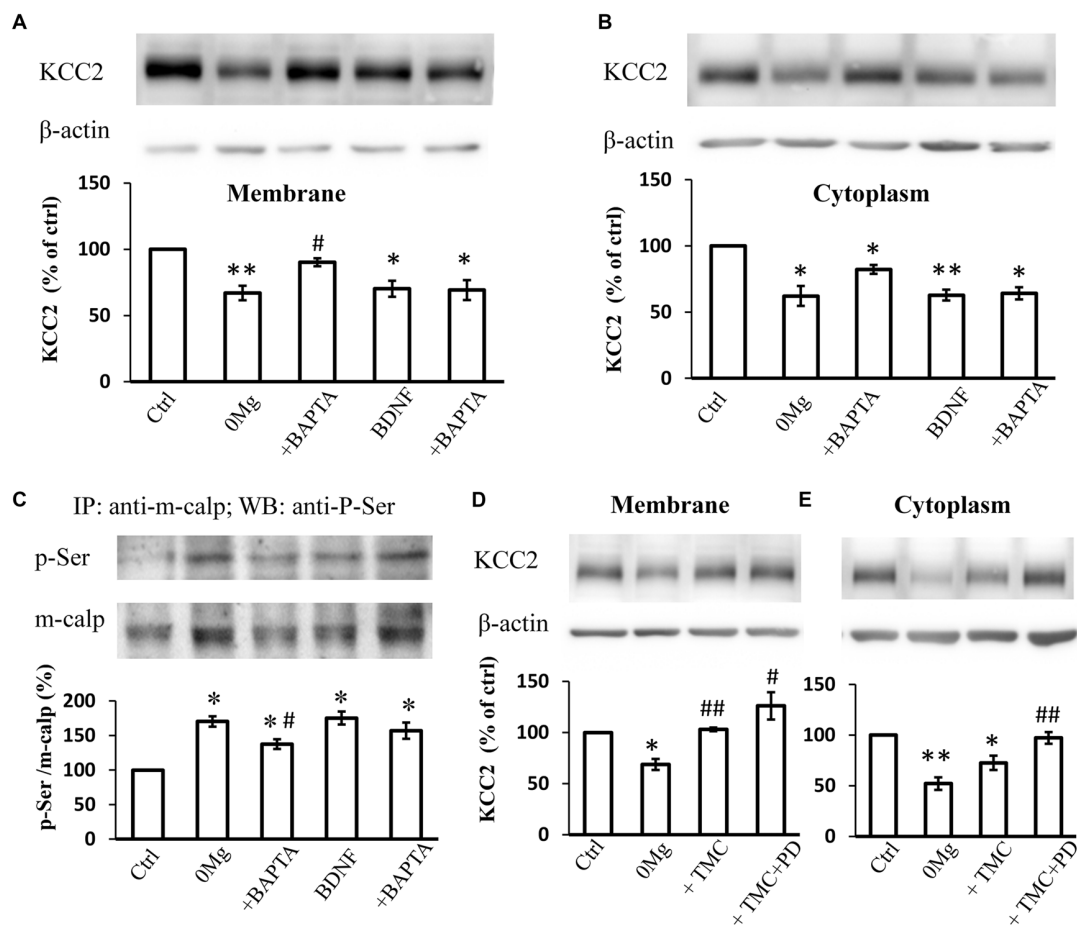 A
KCC2
β-actin
Membrane
KCC2 (% of ctrl)
150
100
50
0
** # * *
Ctrl
0Mg
+BAPTA
BDNF
+BAPTA
B
KCC2
β-actin
Cytoplasm
KCC2 (% of ctrl)
150
100
50
0
* * ** *
Ctrl
0Mg
+BAPTA
BDNF
+BAPTA
C
IP: anti-m-calp; WB: anti-P-Ser
p-Ser
m-calp
p-Ser /m-calp (%)
200
150
100
50
0
* * # * *
Ctrl
0Mg
+BAPTA
BDNF
+BAPTA
D
Membrane
KCC2
β-actin
KCC2 (% of ctrl)
150
100
50
0
* ## #
Ctrl
0Mg
+ TMC
+ TMC+PD
E
Cytoplasm
150
100
50
0
** * ##
Ctrl
0Mg
+ TMC
+ TMC+PD